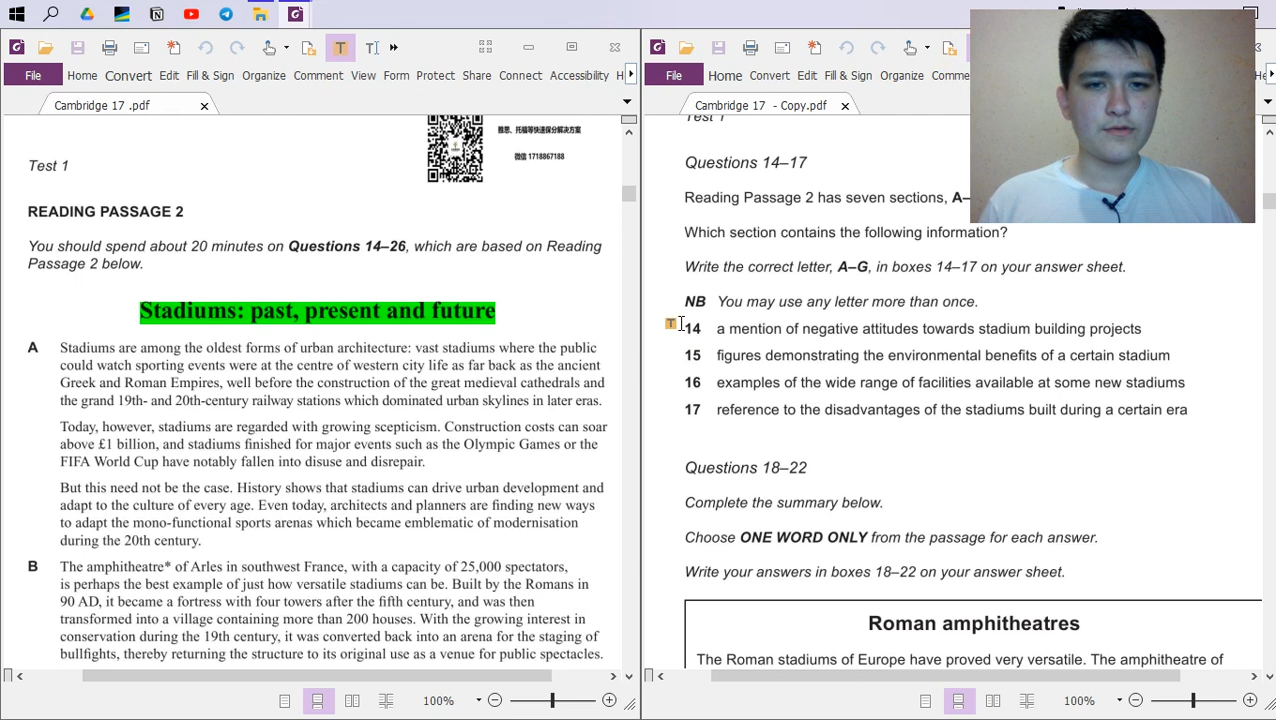 File Home Convert Edit Fill & Sign Organize Comment View Form Protect Share Connect Accessibility H
Cambridge 17 .pdf
雅思、托福等快速保分解决方案
微信 1718867188
Test 1
READING PASSAGE 2
You should spend about 20 minutes on Questions 14–26, which are based on Reading
Passage 2 below.
Stadiums: past, present and future
A Stadiums are among the oldest forms of urban architecture: vast stadiums where the public
could watch sporting events were at the centre of western city life as far back as the ancient
Greek and Roman Empires, well before the construction of the great medieval cathedrals and
the grand 19th- and 20th-century railway stations which dominated urban skylines in later eras.
Today, however, stadiums are regarded with growing scepticism. Construction costs can soar
above £1 billion, and stadiums finished for major events such as the Olympic Games or the
FIFA World Cup have notably fallen into disuse and disrepair.
But this need not be the case. History shows that stadiums can drive urban development and
adapt to the culture of every age. Even today, architects and planners are finding new ways
to adapt the mono-functional sports arenas which became emblematic of modernisation
during the 20th century.
B The amphitheatre* of Arles in southwest France, with a capacity of 25,000 spectators,
is perhaps the best example of just how versatile stadiums can be. Built by the Romans in
90 AD, it became a fortress with four towers after the fifth century, and was then
transformed into a village containing more than 200 houses. With the growing interest in
conservation during the 19th century, it was converted back into an arena for the staging of
bullfights, thereby returning the structure to its original use as a venue for public spectacles.
100%
File Home Convert Edit Fill & Sign Organize Comm
Cambridge 17 - Copy.pdf
Test 1
Questions 14–17
Reading Passage 2 has seven sections, A–
Which section contains the following information?
Write the correct letter, A–G, in boxes 14–17 on your answer sheet.
NB You may use any letter more than once.
14 a mention of negative attitudes towards stadium building projects
15 figures demonstrating the environmental benefits of a certain stadium
16 examples of the wide range of facilities available at some new stadiums
17 reference to the disadvantages of the stadiums built during a certain era
Questions 18–22
Complete the summary below.
Choose ONE WORD ONLY from the passage for each answer.
Write your answers in boxes 18–22 on your answer sheet.
Roman amphitheatres
The Roman stadiums of Europe have proved very versatile. The amphitheatre of
100%